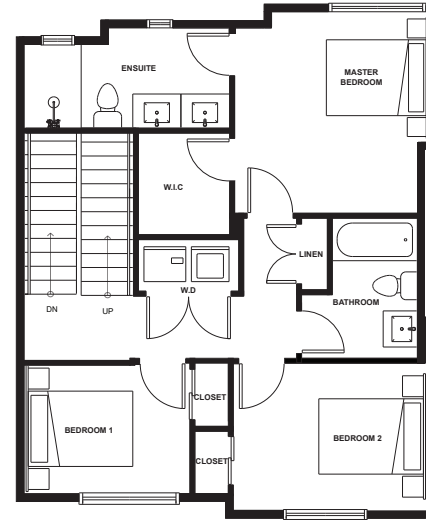 ENSUITE
MASTER
BEDROOM
W.I.C
LINEN
W.D
BATHROOM
DN
UP
CLOSET
BEDROOM 1
BEDROOM 2
CLOSET